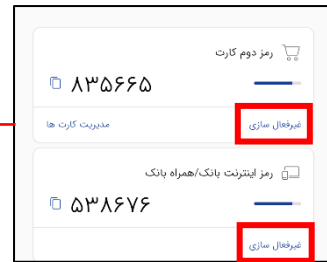 رمز دوم کارت
۸۳۵۶۶۵
غیرفعال سازی مدیریت کارت ها
رمز اینترنت بانک/همراه بانک
۵۳۸۶۷۶
غیرفعال سازی